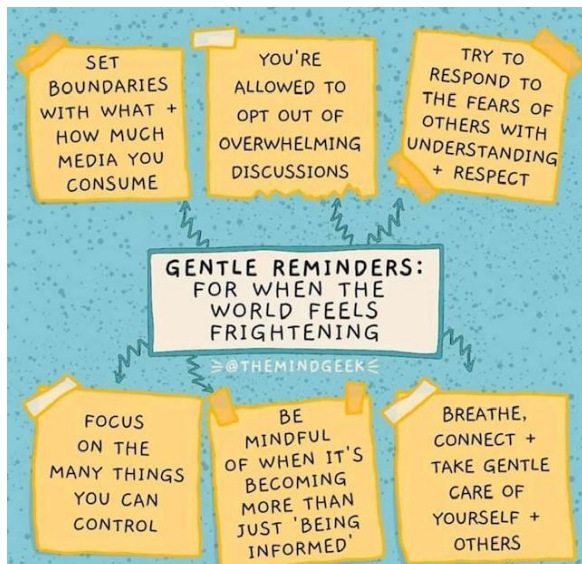 SET
BOUNDARIES
WITH WHAT +
HOW MUCH
MEDIA YOU
CONSUME
YOU'RE
ALLOWED TO
OPT OUT OF
OVERWHELMING
DISCUSSIONS
TRY TO
RESPOND TO
THE FEARS OF
OTHERS WITH
UNDERSTANDING
+ RESPECT
GENTLE REMINDERS:
FOR WHEN THE
WORLD FEELS
FRIGHTENING
@THEMINDGEEK
FOCUS
ON THE
MANY THINGS
YOU CAN
CONTROL
BE
MINDFUL
OF WHEN IT'S
BECOMING
MORE THAN
JUST 'BEING
INFORMED'
BREATHE,
CONNECT +
TAKE GENTLE
CARE OF
YOURSELF +
OTHERS